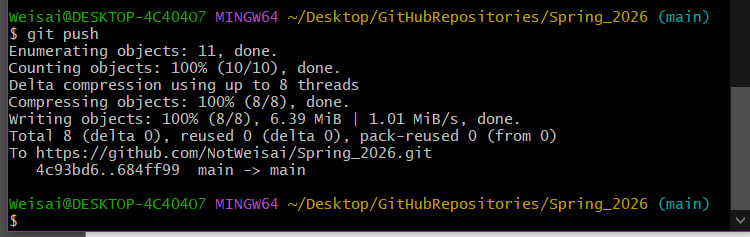 Weisai@DESKTOP-4C404O7 MINGW64 ~/Desktop/GitHubRepositories/Spring_2026 (main)
$ git push
Enumerating objects: 11, done.
Counting objects: 100% (10/10), done.
Delta compression using up to 8 threads
Compressing objects: 100% (8/8), done.
Writing objects: 100% (8/8), 6.39 MiB | 1.01 MiB/s, done.
Total 8 (delta 0), reused 0 (delta 0), pack-reused 0 (from 0)
To https://github.com/NotWeisai/Spring_2026.git
   4c93bd6..684ff99  main -> main

Weisai@DESKTOP-4C404O7 MINGW64 ~/Desktop/GitHubRepositories/Spring_2026 (main)
$